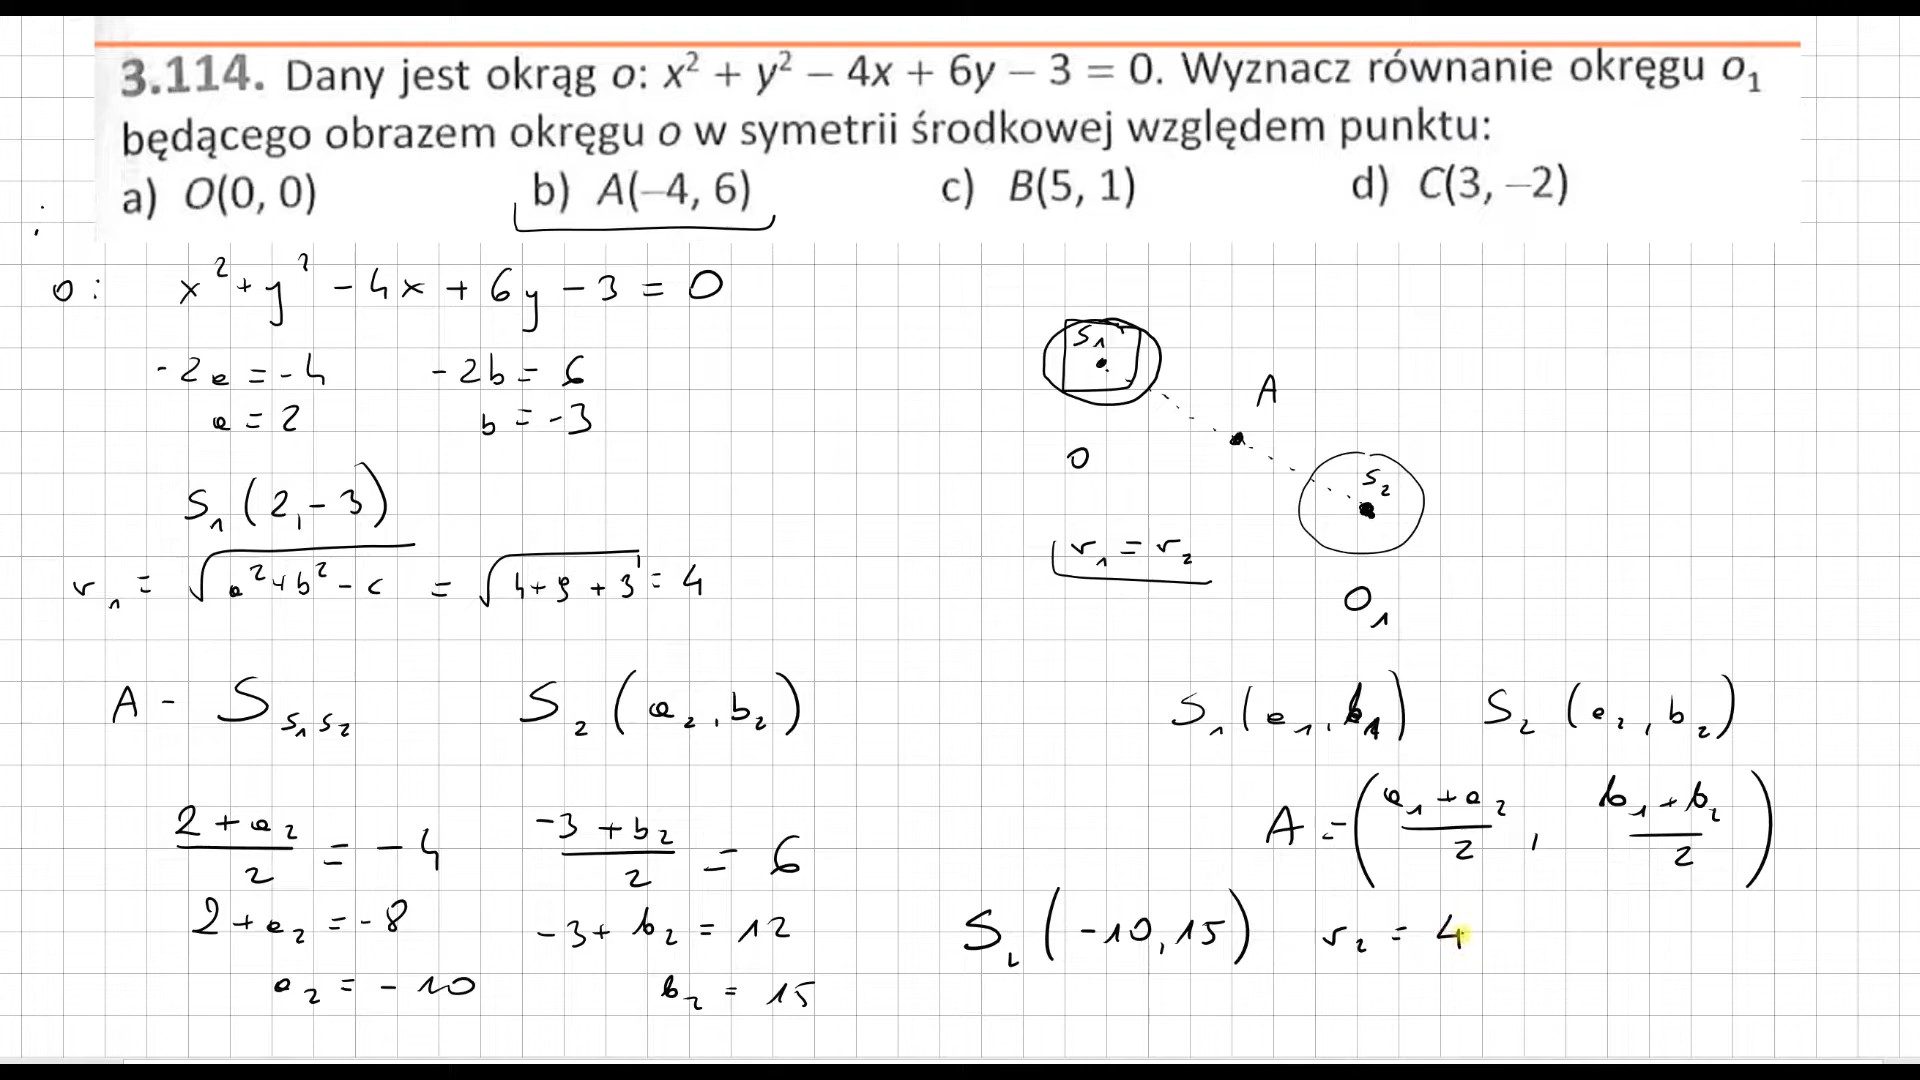 3.114. Dany jest okrąg o: x² + y² – 4x + 6y – 3 = 0. Wyznacz równanie okręgu o₁
będącego obrazem okręgu o w symetrii środkowej względem punktu:
a) O(0, 0) b) A(–4, 6) c) B(5, 1) d) C(3, –2)
o: x² + y² - 4x + 6y - 3 = 0
-2a = -4 -2b = 6
a = 2 b = -3
S₁ (2, -3)
r₁ = √(a² + b² - c) = √(4 + 9 + 3) = 4
S₁
A
O
S₂
r₁ = r₂
O₁
A - S S₁S₂ S₂ (a₂, b₂)
S₁ (a₁, b₁) S₂ (a₂, b₂)
(2 + a₂)/2 = -4 (-3 + b₂)/2 = 6
A = ((a₁ + a₂)/2, (b₁ + b₂)/2)
2 + a₂ = -8 -3 + b₂ = 12
S₂ (-10, 15) r₂ = 4
a₂ = -10 b₂ = 15